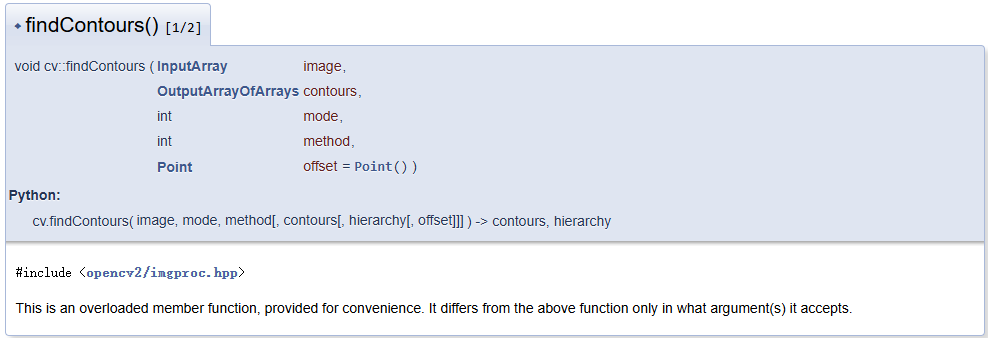 findContours() [1/2]
void cv::findContours ( InputArray image,
OutputArrayOfArrays contours,
int mode,
int method,
Point offset = Point() )
Python:
cv.findContours( image, mode, method[, contours[, hierarchy[, offset]]] ) -> contours, hierarchy
#include <opencv2/imgproc.hpp>
This is an overloaded member function, provided for convenience. It differs from the above function only in what argument(s) it accepts.